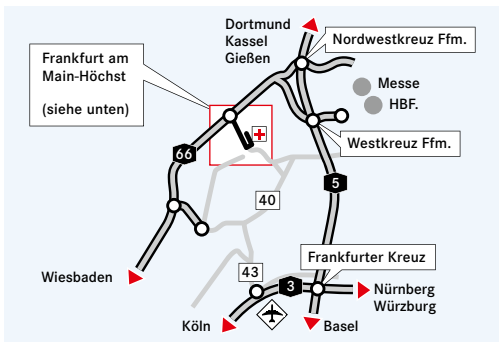 Dortmund
Kassel
Gießen
Nordwestkreuz Ffm.
Frankfurt am
Main-Höchst
(siehe unten)
Messe
HBF.
Westkreuz Ffm.
66
5
40
Frankfurter Kreuz
Wiesbaden
43
3
Nürnberg
Würzburg
Köln
Basel